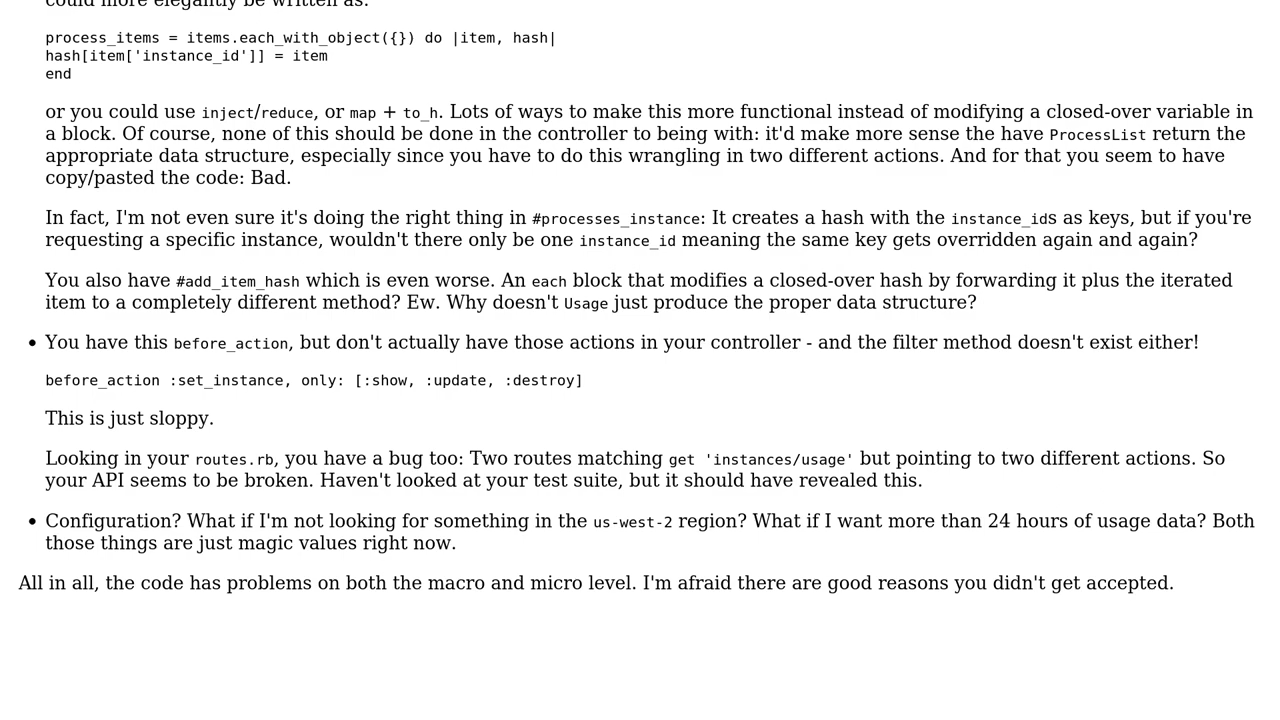 could more elegantly be written as:
process_items = items.each_with_object({}) do |item, hash|
hash[item['instance_id']] = item
end
or you could use inject/reduce, or map + to_h. Lots of ways to make this more functional instead of modifying a closed-over variable in
a block. Of course, none of this should be done in the controller to being with: it'd make more sense the have ProcessList return the
appropriate data structure, especially since you have to do this wrangling in two different actions. And for that you seem to have
copy/pasted the code: Bad.
In fact, I'm not even sure it's doing the right thing in #processes_instance: It creates a hash with the instance_ids as keys, but if you're
requesting a specific instance, wouldn't there only be one instance_id meaning the same key gets overridden again and again?
You also have #add_item_hash which is even worse. An each block that modifies a closed-over hash by forwarding it plus the iterated
item to a completely different method? Ew. Why doesn't Usage just produce the proper data structure?
• You have this before_action, but don't actually have those actions in your controller - and the filter method doesn't exist either!
before_action :set_instance, only: [:show, :update, :destroy]
This is just sloppy.
Looking in your routes.rb, you have a bug too: Two routes matching get 'instances/usage' but pointing to two different actions. So
your API seems to be broken. Haven't looked at your test suite, but it should have revealed this.
• Configuration? What if I'm not looking for something in the us-west-2 region? What if I want more than 24 hours of usage data? Both
those things are just magic values right now.
All in all, the code has problems on both the macro and micro level. I'm afraid there are good reasons you didn't get accepted.